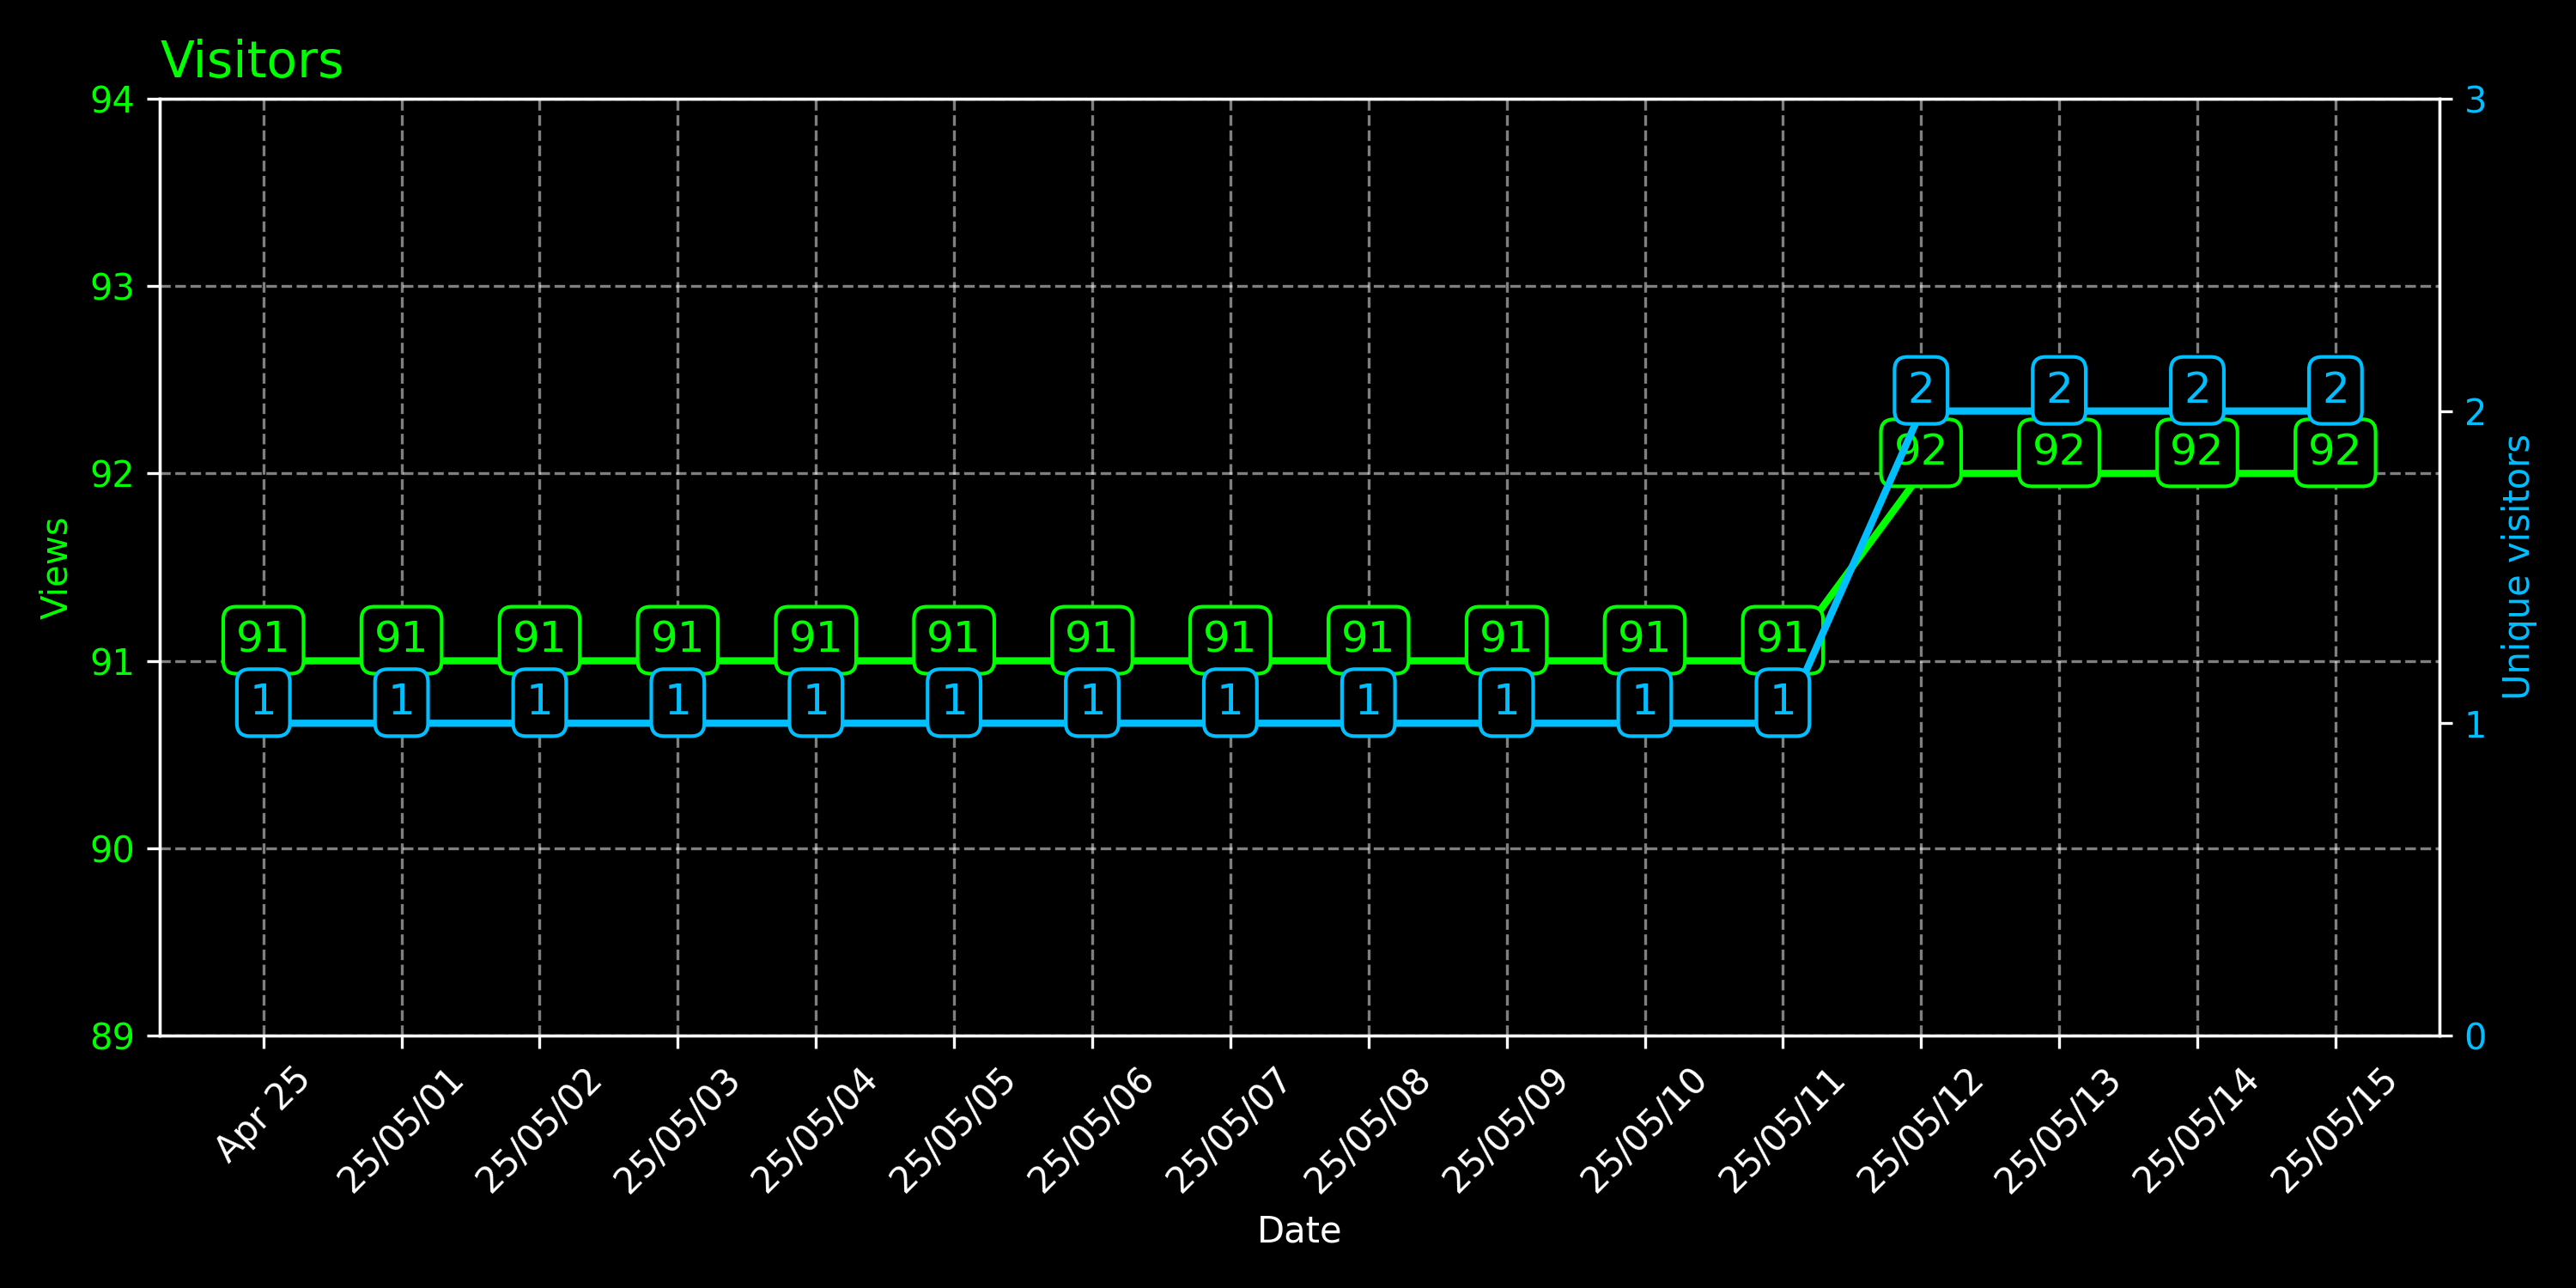 Visitors
94 3
93
2 2 2 2 2
92 92 92 92 92
Views Unique visitors
91 91 91 91 91 91 91 91 91 91 91 91 91
1 1 1 1 1 1 1 1 1 1 1 1 1
90
89 0
Apr 25 25/05/01 25/05/02 25/05/03 25/05/04 25/05/05 25/05/06 25/05/07 25/05/08 25/05/09 25/05/10 25/05/11 25/05/12 25/05/13 25/05/14 25/05/15
Date